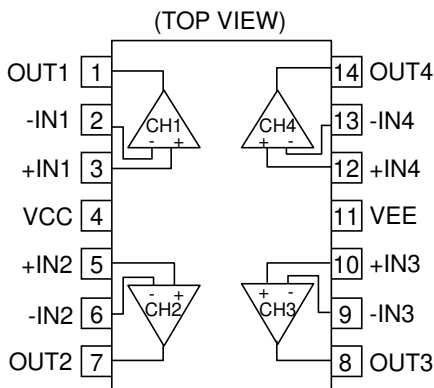 (TOP VIEW)
OUT1 1 14 OUT4
-IN1 2 CH1 CH4 13 -IN4
- + + -
+IN1 3 12 +IN4
VCC 4 11 VEE
+IN2 5 10 +IN3
- + + -
-IN2 6 CH2 CH3 9 -IN3
OUT2 7 8 OUT3